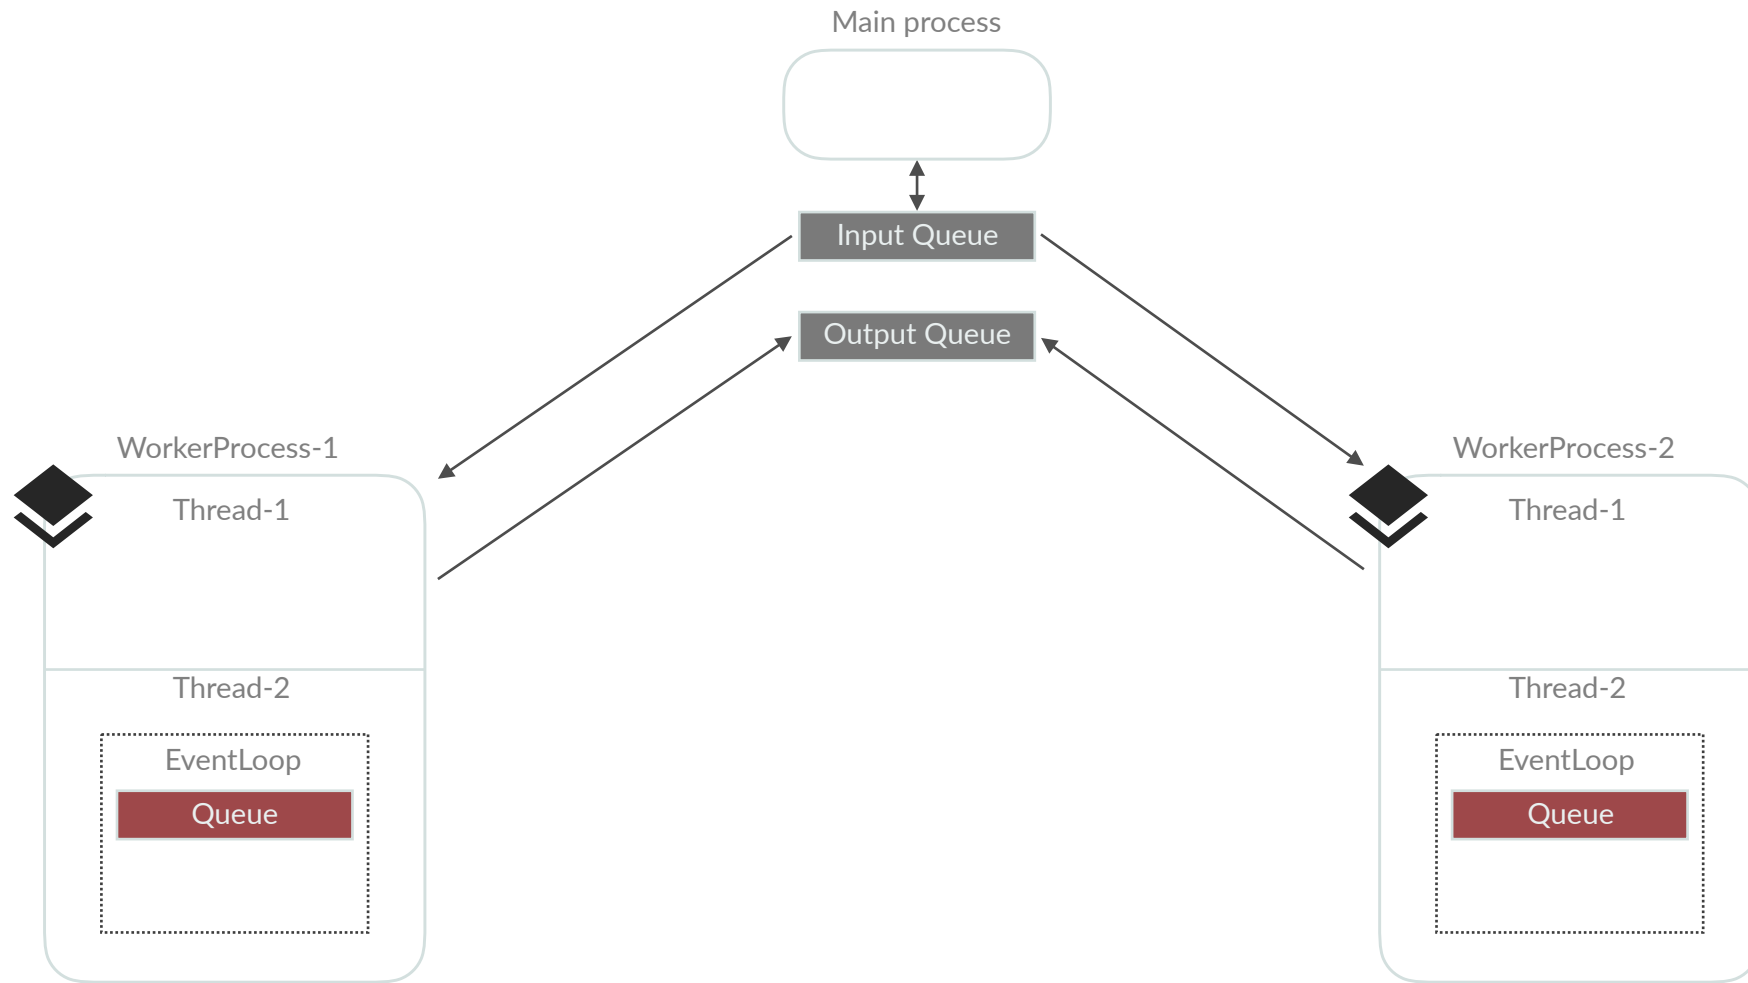 Main process
Input Queue
Output Queue
WorkerProcess-1
Thread-1
Thread-2
EventLoop
Queue
WorkerProcess-2
Thread-1
Thread-2
EventLoop
Queue